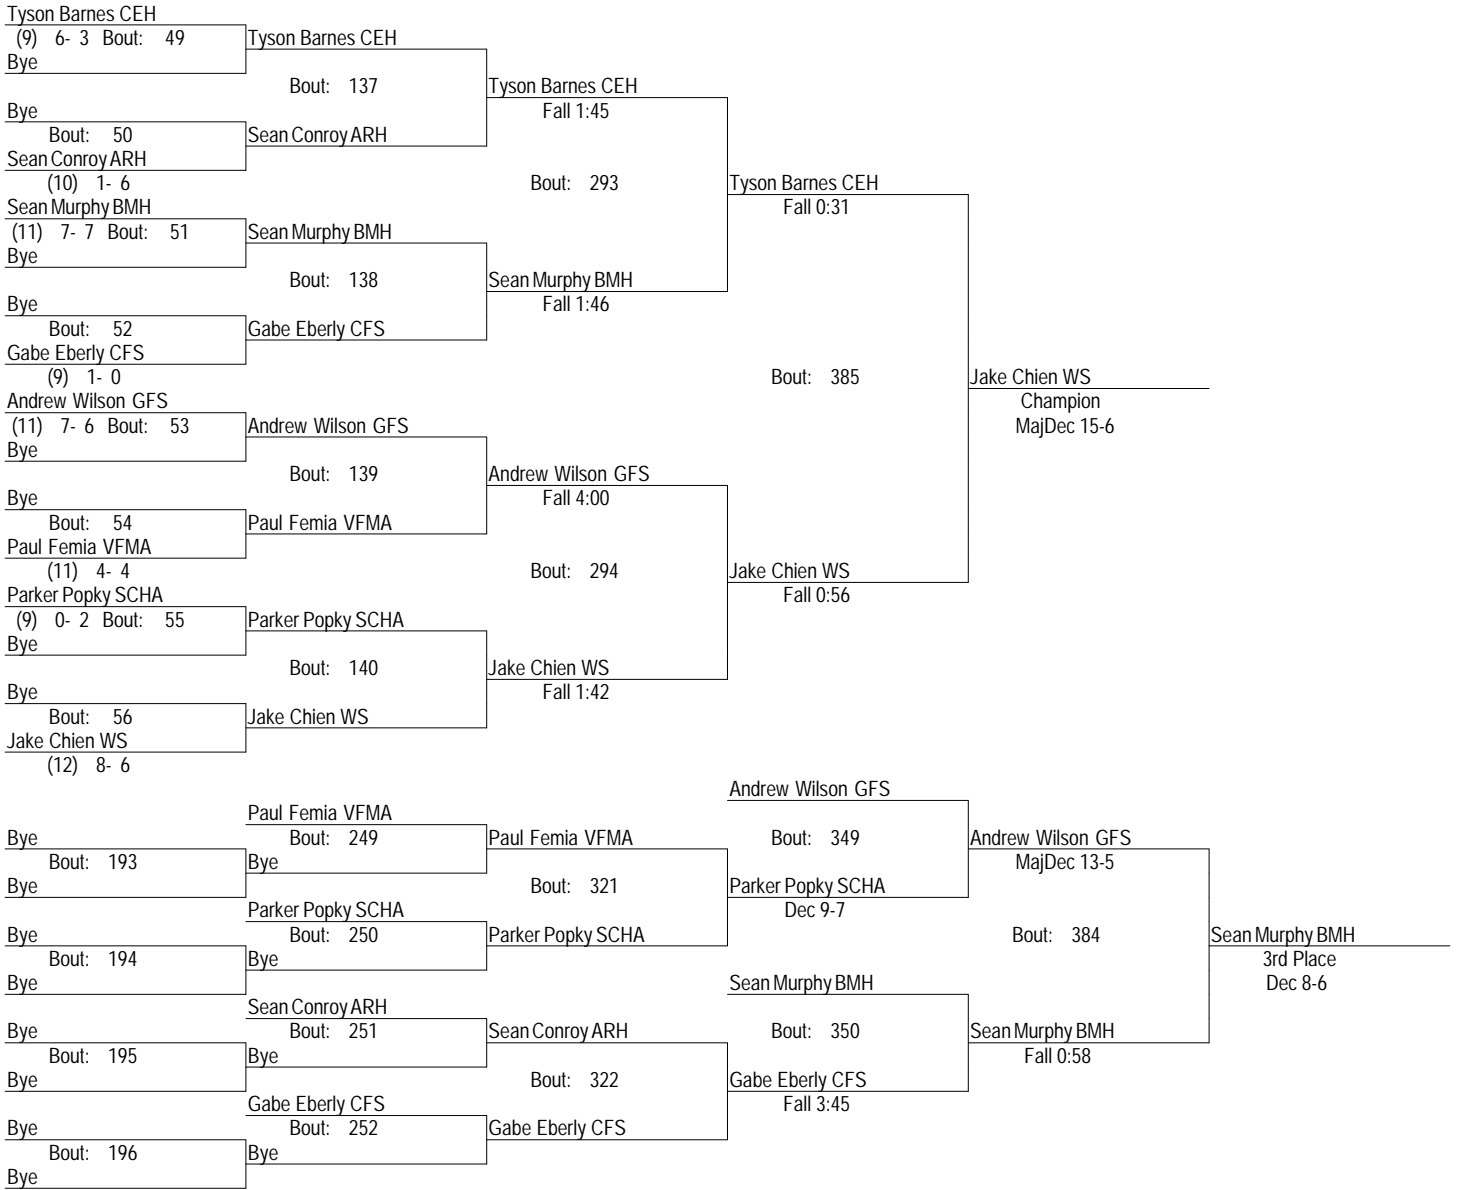 Tyson Barnes CEH
(9) 6- 3 Bout: 49
Bye
Bye
Bout: 50
Sean Conroy ARH
(10) 1- 6
Sean Murphy BMH
(11) 7- 7 Bout: 51
Bye
Bye
Bout: 52
Gabe Eberly CFS
(9) 1- 0
Andrew Wilson GFS
(11) 7- 6 Bout: 53
Bye
Bye
Bout: 54
Paul Femia VFMA
(11) 4- 4
Parker Popky SCHA
(9) 0- 2 Bout: 55
Bye
Bye
Bout: 56
Jake Chien WS
(12) 8- 6
Tyson Barnes CEH
Bout: 137
Sean Conroy ARH
Sean Murphy BMH
Bout: 138
Gabe Eberly CFS
Andrew Wilson GFS
Bout: 139
Paul Femia VFMA
Parker Popky SCHA
Bout: 140
Jake Chien WS
Tyson Barnes CEH
Fall 1:45
Bout: 293
Sean Murphy BMH
Fall 1:46
Andrew Wilson GFS
Fall 4:00
Bout: 294
Jake Chien WS
Fall 1:42
Tyson Barnes CEH
Fall 0:31
Bout: 385
Jake Chien WS
Fall 0:56
Jake Chien WS
Champion
MajDec 15-6
Bye
Bout: 193
Bye
Bye
Bout: 194
Bye
Bye
Bout: 195
Bye
Bye
Bout: 196
Bye
Paul Femia VFMA
Bout: 249
Bye
Parker Popky SCHA
Bout: 250
Bye
Sean Conroy ARH
Bout: 251
Bye
Gabe Eberly CFS
Bout: 252
Bye
Paul Femia VFMA
Bout: 321
Parker Popky SCHA
Sean Conroy ARH
Bout: 322
Gabe Eberly CFS
Andrew Wilson GFS
Bout: 349
Parker Popky SCHA
Dec 9-7
Sean Murphy BMH
Bout: 350
Gabe Eberly CFS
Fall 3:45
Andrew Wilson GFS
MajDec 13-5
Bout: 384
Sean Murphy BMH
Fall 0:58
Sean Murphy BMH
3rd Place
Dec 8-6